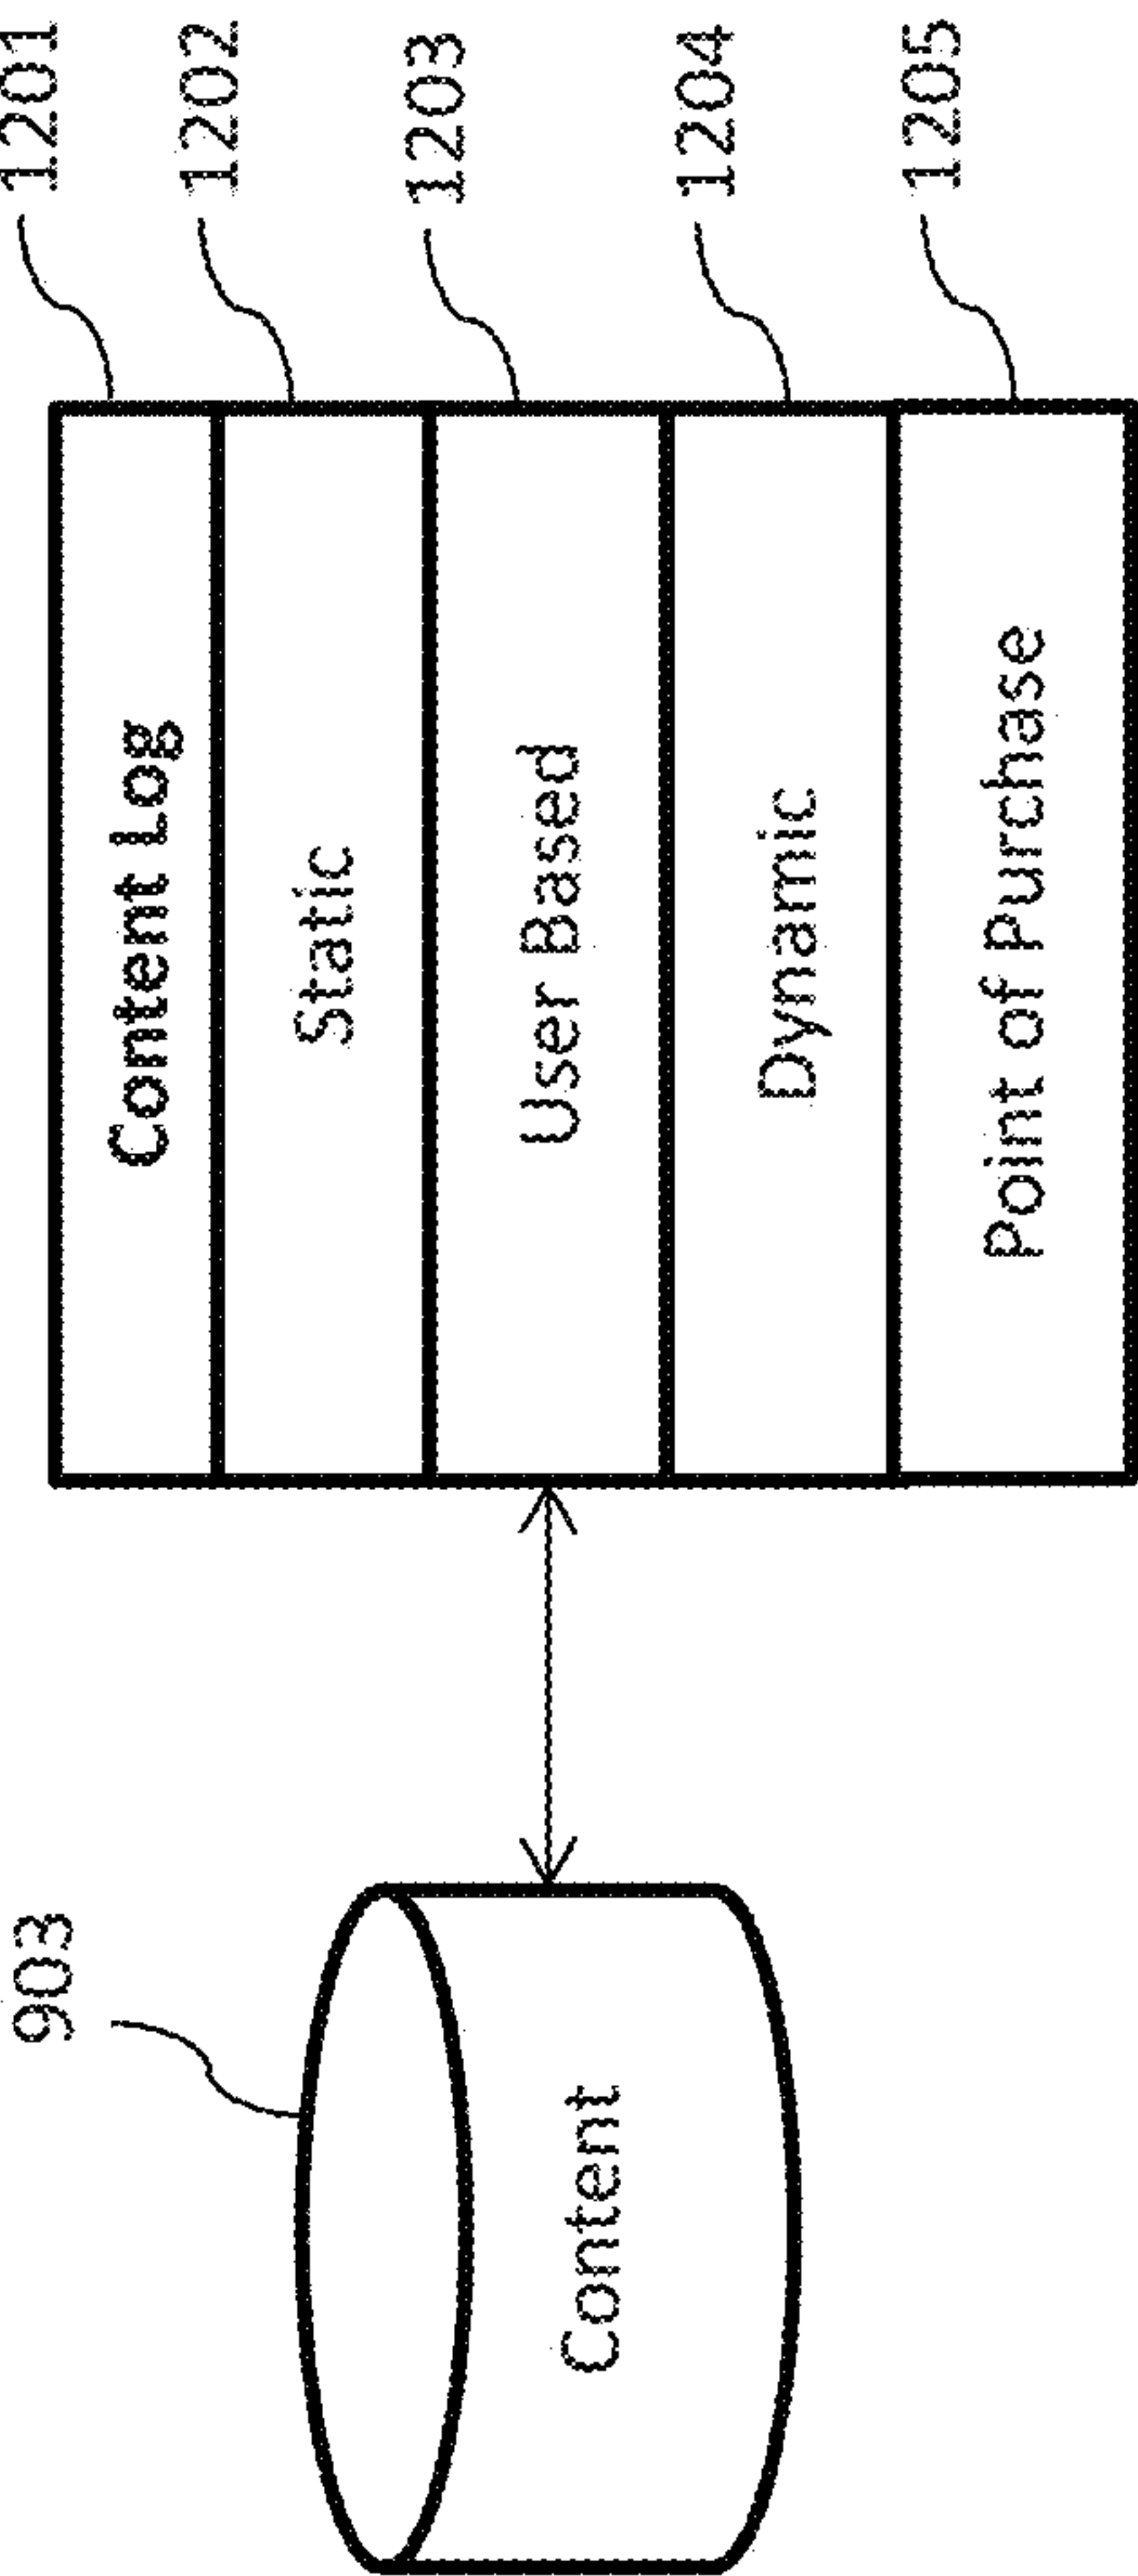 903
Content
Content Log
1201
Static
1202
User Based
1203
Dynamic
1204
Point of Purchase
1205